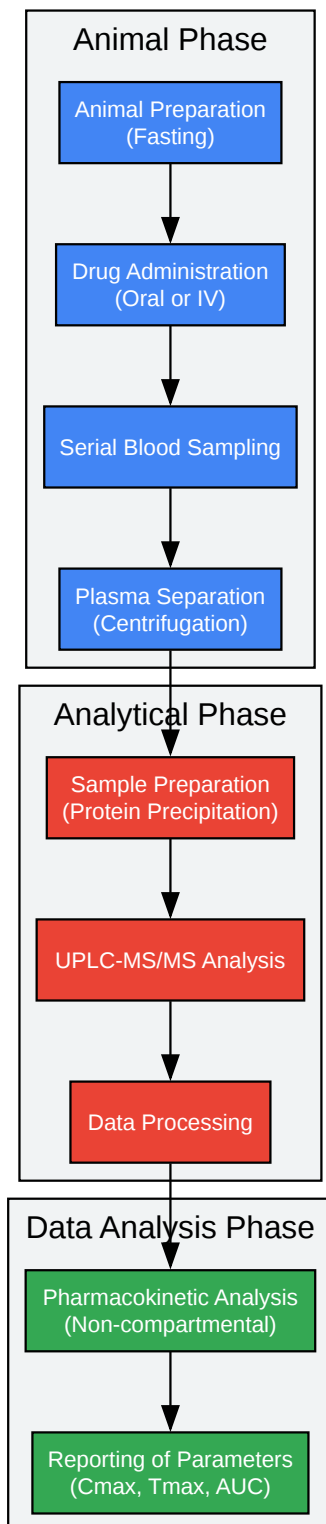 Animal Phase
Animal Preparation
(Fasting)
Drug Administration
(Oral or IV)
Serial Blood Sampling
Plasma Separation
(Centrifugation)
Analytical Phase
Sample Preparation
(Protein Precipitation)
UPLC-MS/MS Analysis
Data Processing
Data Analysis Phase
Pharmacokinetic Analysis
(Non-compartmental)
Reporting of Parameters
(Cmax, Tmax, AUC)